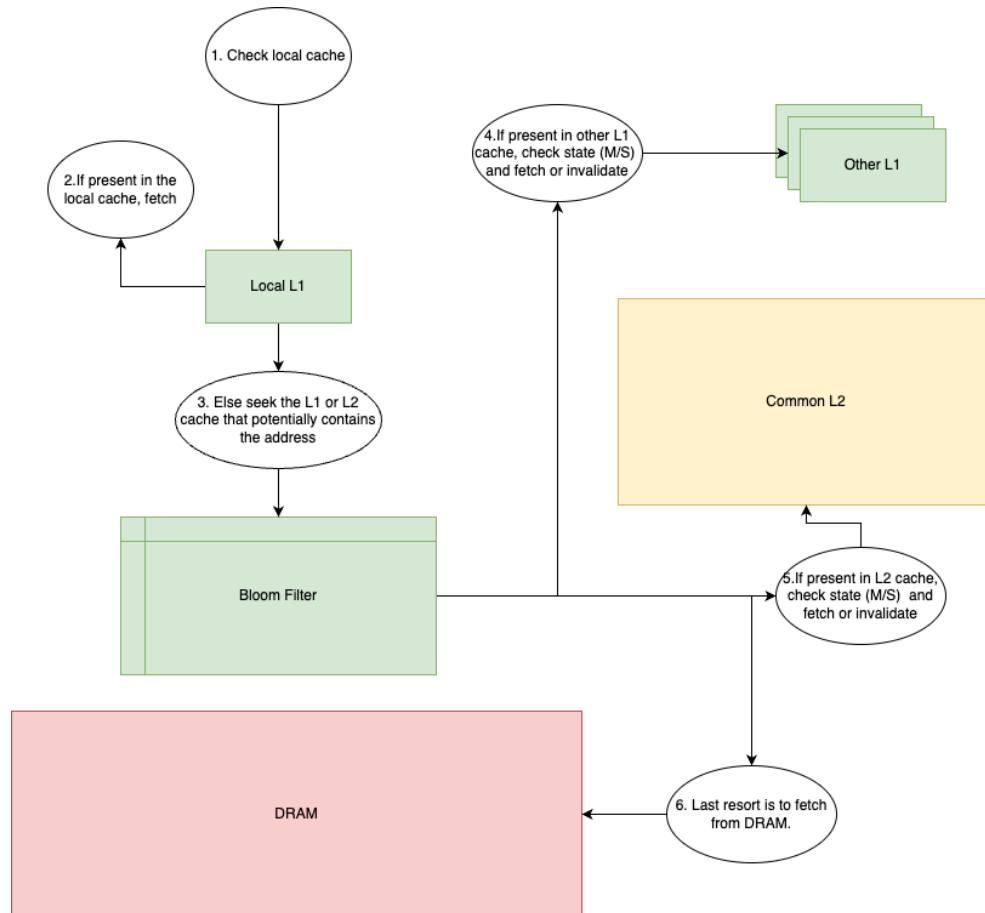 1. Check local cache
2.If present in the
local cache, fetch
Local L1
3. Else seek the L1 or L2
cache that potentially contains
the address
Bloom Filter
4.If present in other L1
cache, check state (M/S)
and fetch or invalidate
Other L1
Common L2
5.If present in L2 cache,
check state (M/S) and
fetch or invalidate
DRAM
6. Last resort is to fetch
from DRAM.